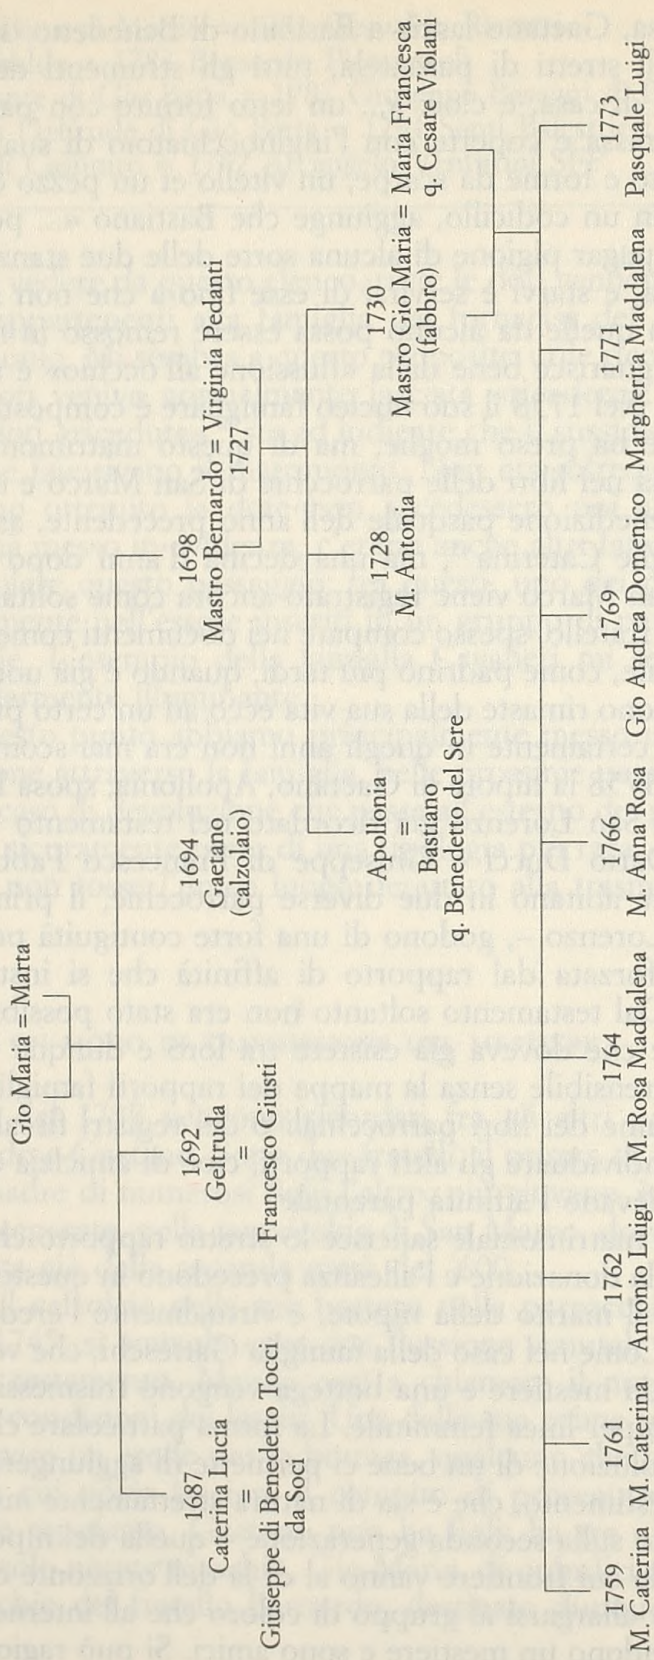 Gio Maria = Marta
1687
Caterina Lucia
=
Giuseppe di Benedetto Tocci
da Soci
1692
Geltruda
=
Francesco Giusti
1694
Gaetano
(calzolaio)
1698
Mastro Bernardo = Virginia Pedanti
1727
Apollonia
=
Bastiano
q. Benedetto del Sere
1728
M. Antonia
1730
Mastro Gio Maria = Maria Francesca
(fabbro) q. Cesare Violani
1759
M. Caterina
1761
M. Caterina
1762
Antonio Luigi
1764
M. Rosa Maddalena
1766
M. Anna Rosa
1769
Gio Andrea Domenico
1771
Margherita Maddalena
1773
Pasquale Luigi